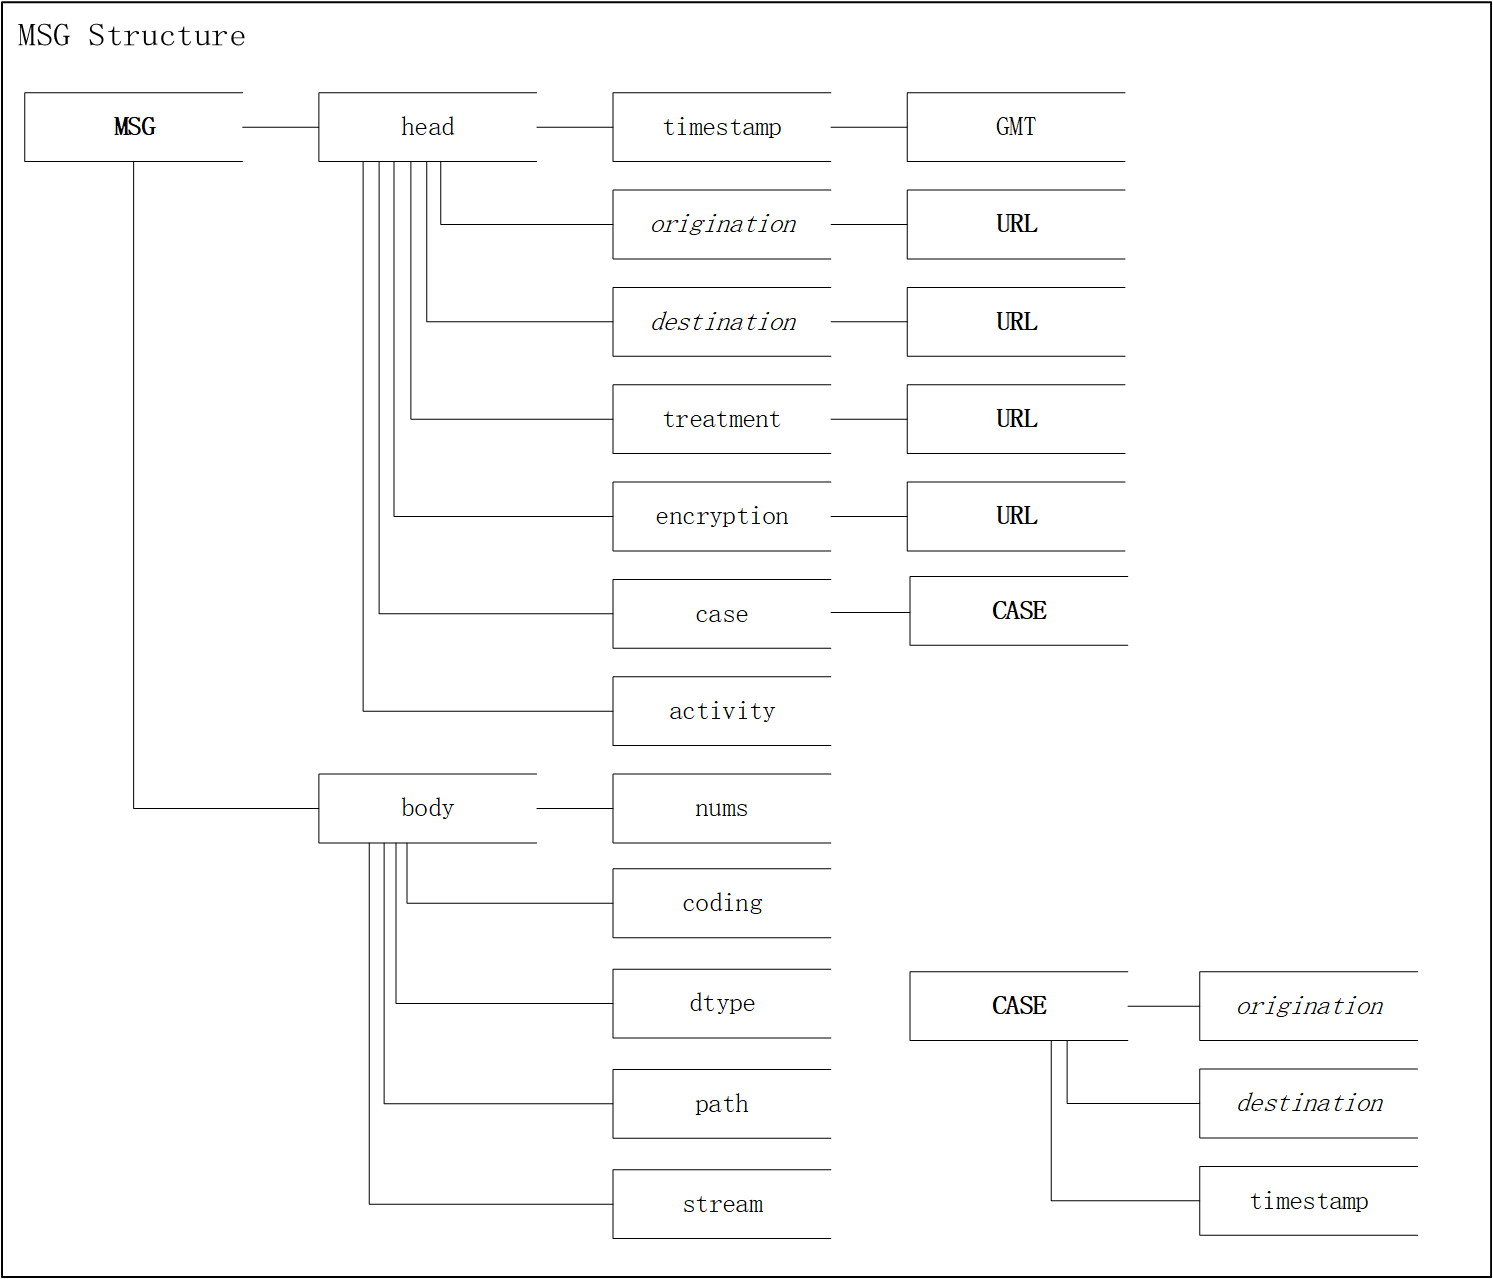 MSG Structure
MSG
head
timestamp
GMT
origination
URL
destination
URL
treatment
URL
encryption
URL
case
CASE
activity
body
nums
coding
dtype
path
stream
CASE
origination
destination
timestamp